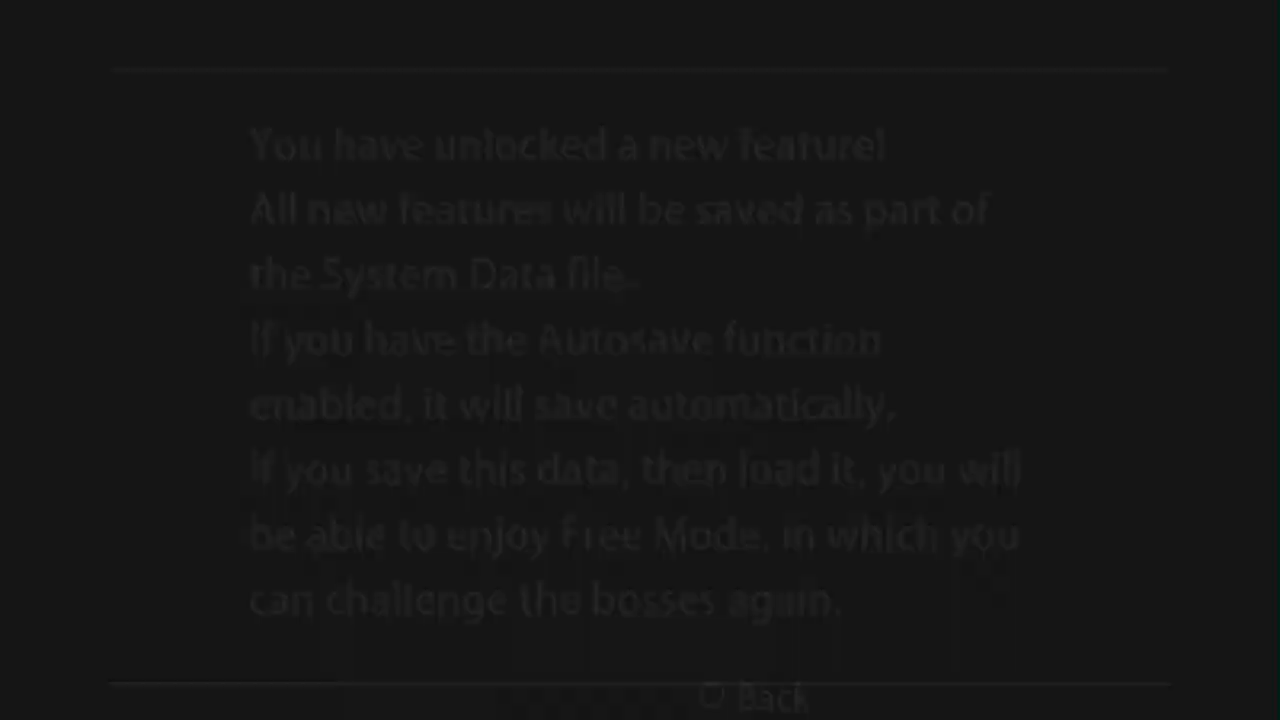 You have unlocked a new feature!
All new features will be saved as part of
the System Data file.
If you have the Autosave function
enabled, it will save automatically.
If you save this data, then load it, you will
be able to enjoy Free Mode, in which you
can challenge the bosses again.
Back